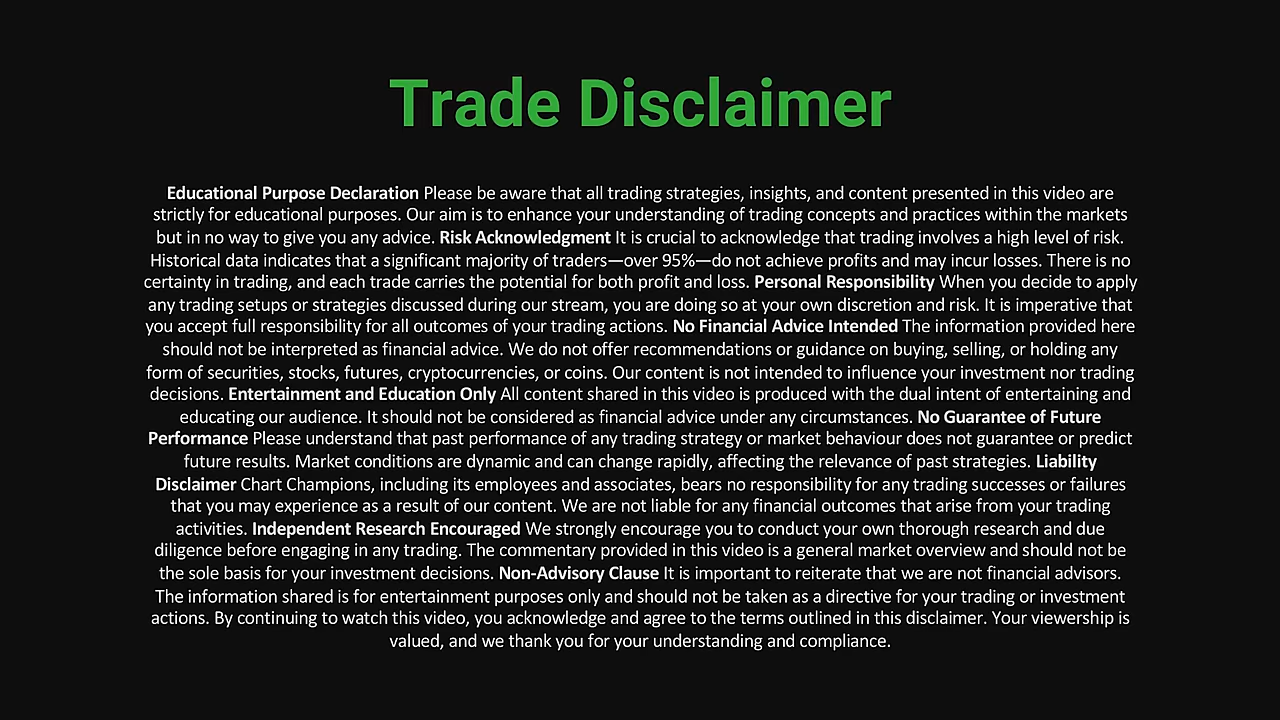 Trade Disclaimer
Educational Purpose Declaration Please be aware that all trading strategies, insights, and content presented in this video are
strictly for educational purposes. Our aim is to enhance your understanding of trading concepts and practices within the markets
but in no way to give you any advice. Risk Acknowledgment It is crucial to acknowledge that trading involves a high level of risk.
Historical data indicates that a significant majority of traders—over 95%—do not achieve profits and may incur losses. There is no
certainty in trading, and each trade carries the potential for both profit and loss. Personal Responsibility When you decide to apply
any trading setups or strategies discussed during our stream, you are doing so at your own discretion and risk. It is imperative that
you accept full responsibility for all outcomes of your trading actions. No Financial Advice Intended The information provided here
should not be interpreted as financial advice. We do not offer recommendations or guidance on buying, selling, or holding any
form of securities, stocks, futures, cryptocurrencies, or coins. Our content is not intended to influence your investment nor trading
decisions. Entertainment and Education Only All content shared in this video is produced with the dual intent of entertaining and
educating our audience. It should not be considered as financial advice under any circumstances. No Guarantee of Future
Performance Please understand that past performance of any trading strategy or market behaviour does not guarantee or predict
future results. Market conditions are dynamic and can change rapidly, affecting the relevance of past strategies. Liability
Disclaimer Chart Champions, including its employees and associates, bears no responsibility for any trading successes or failures
that you may experience as a result of our content. We are not liable for any financial outcomes that arise from your trading
activities. Independent Research Encouraged We strongly encourage you to conduct your own thorough research and due
diligence before engaging in any trading. The commentary provided in this video is a general market overview and should not be
the sole basis for your investment decisions. Non-Advisory Clause It is important to reiterate that we are not financial advisors.
The information shared is for entertainment purposes only and should not be taken as a directive for your trading or investment
actions. By continuing to watch this video, you acknowledge and agree to the terms outlined in this disclaimer. Your viewership is
valued, and we thank you for your understanding and compliance.